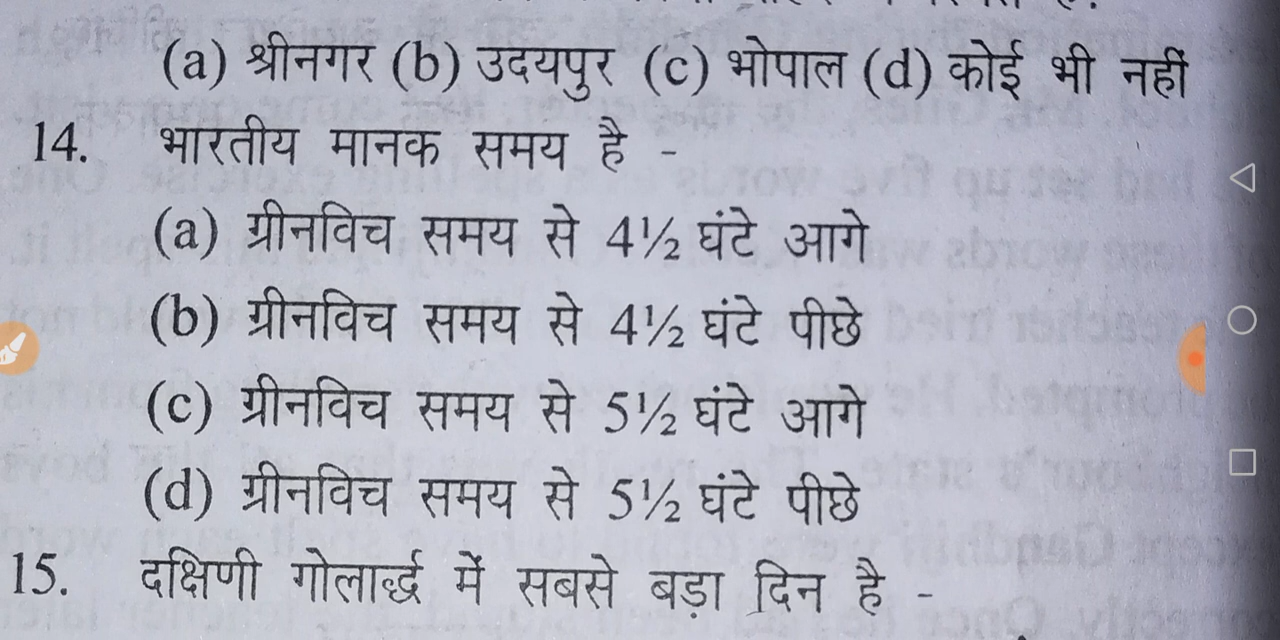 (a) श्रीनगर (b) उदयपुर (c) भोपाल (d) कोई भी नहीं
14. भारतीय मानक समय है -
(a) ग्रीनविच समय से 4½ घंटे आगे
(b) ग्रीनविच समय से 4½ घंटे पीछे
(c) ग्रीनविच समय से 5½ घंटे आगे
(d) ग्रीनविच समय से 5½ घंटे पीछे
15. दक्षिणी गोलार्द्ध में सबसे बड़ा दिन है -